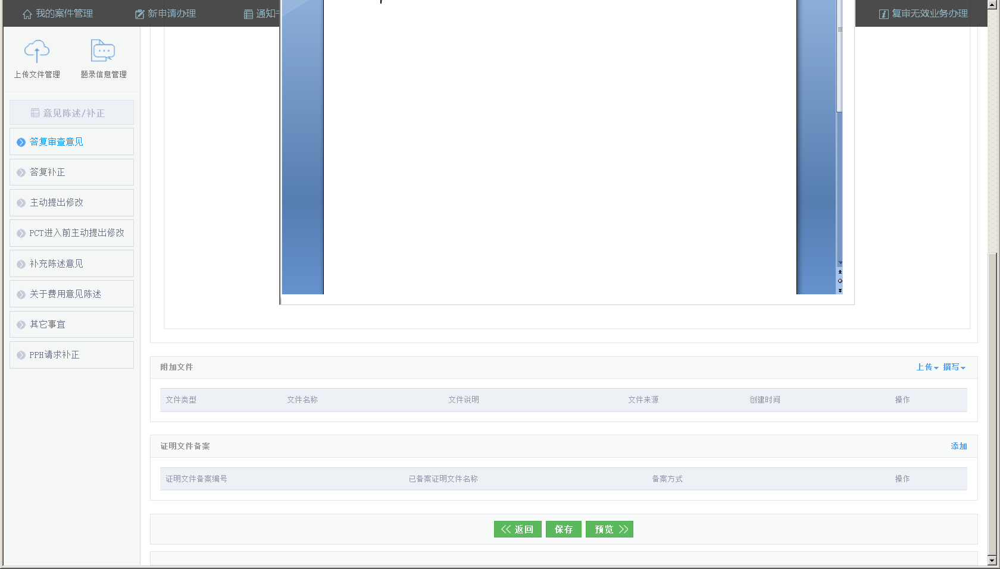 我的案件管理
新申请办理
通知
复审无效业务办理
上传文件管理
题录信息管理
意见陈述/补正
答复审查意见
答复补正
主动提出修改
PCT进入前主动提出修改
补充陈述意见
关于费用意见陈述
其它事宜
PPH请求补正
附加文件 上传 撰写
文件类型 文件名称 文件说明 文件来源 创建时间 操作
证明文件备案 添加
证明文件备案编号 已备案证明文件名称 备案方式 操作
返回 保存 预览